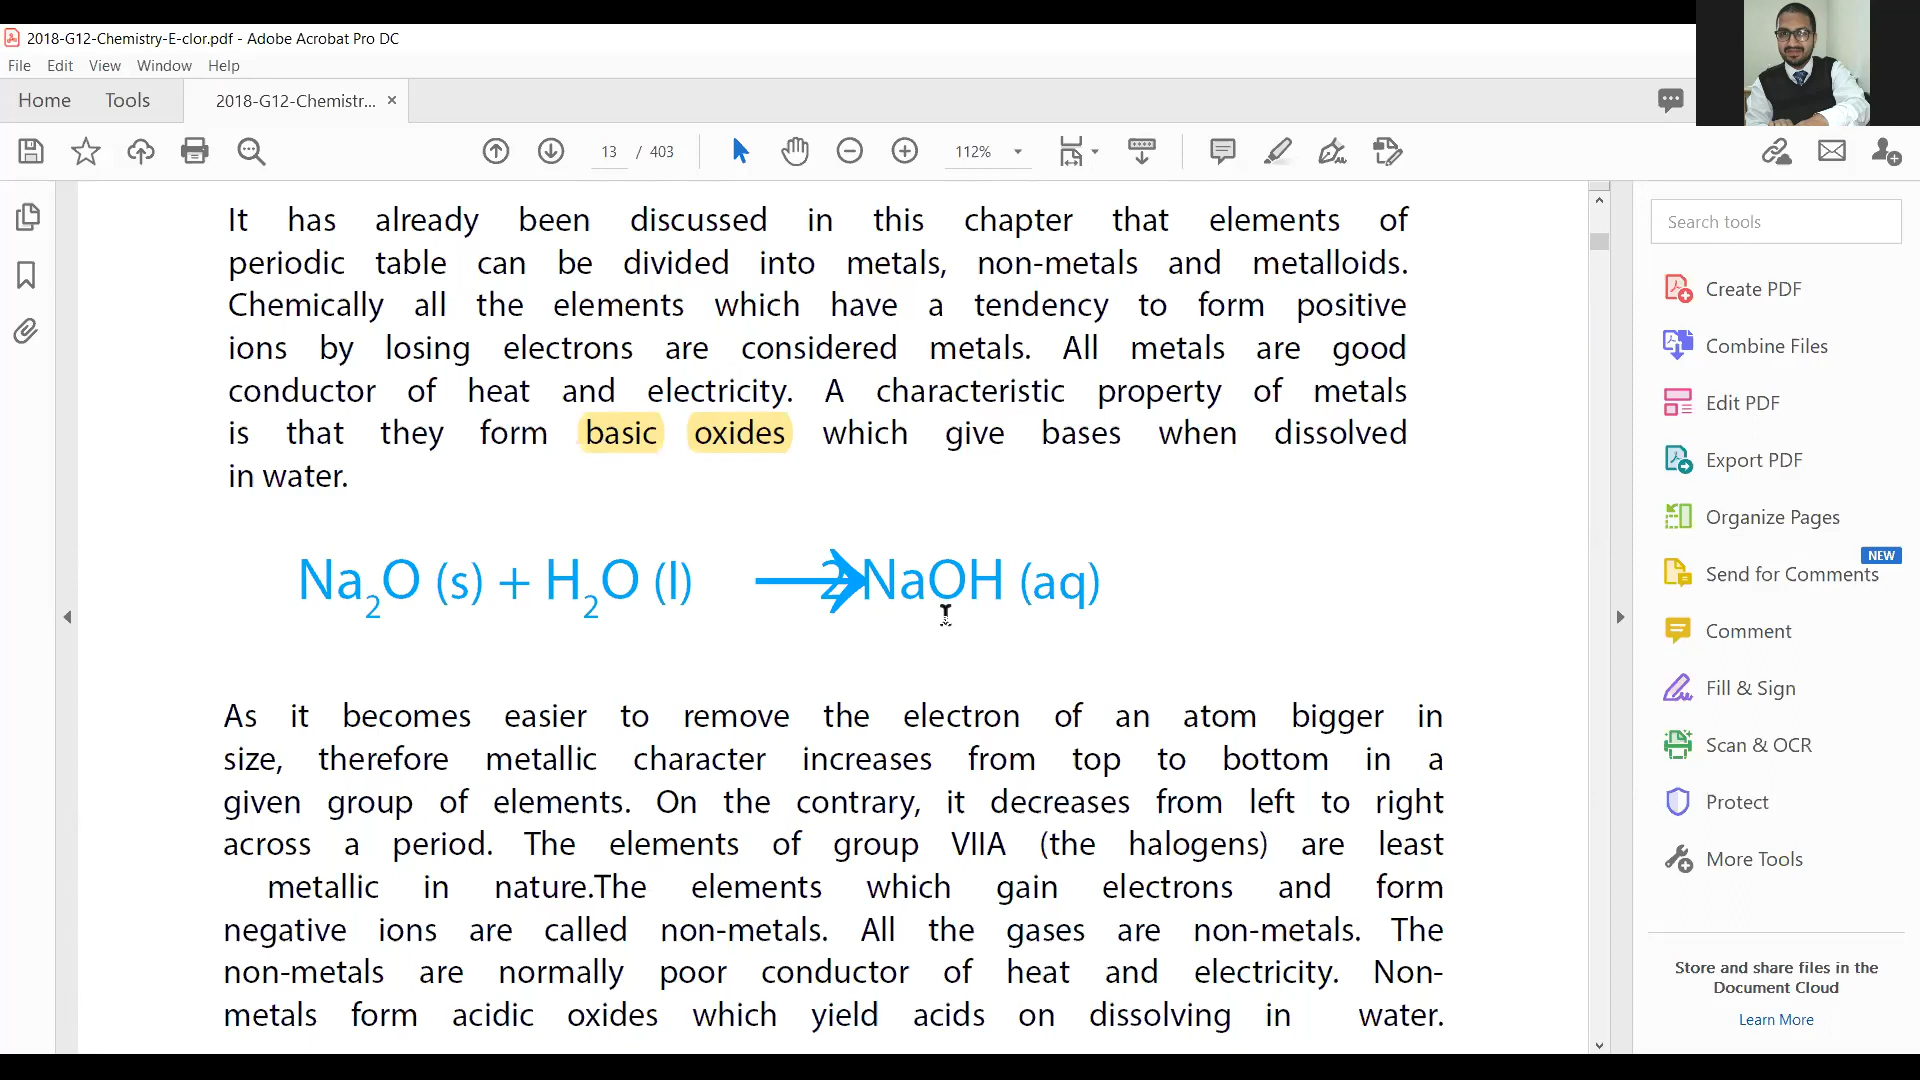 2018-G12-Chemistry-E-clor.pdf - Adobe Acrobat Pro DC
File Edit View Window Help
Home Tools 2018-G12-Chemistr... ×
13 / 403 112%
It has already been discussed in this chapter that elements of
periodic table can be divided into metals, non-metals and metalloids.
Chemically all the elements which have a tendency to form positive
ions by losing electrons are considered metals. All metals are good
conductor of heat and electricity. A characteristic property of metals
is that they form basic oxides which give bases when dissolved
in water.
Na₂O (s) + H₂O (l) → 2NaOH (aq)
As it becomes easier to remove the electron of an atom bigger in
size, therefore metallic character increases from top to bottom in a
given group of elements. On the contrary, it decreases from left to right
across a period. The elements of group VIIA (the halogens) are least
metallic in nature.The elements which gain electrons and form
negative ions are called non-metals. All the gases are non-metals. The
non-metals are normally poor conductor of heat and electricity. Non-
metals form acidic oxides which yield acids on dissolving in water.
Search tools
Create PDF
Combine Files
Edit PDF
Export PDF
Organize Pages
NEW
Send for Comments
Comment
Fill & Sign
Scan & OCR
Protect
More Tools
Store and share files in the
Document Cloud
Learn More